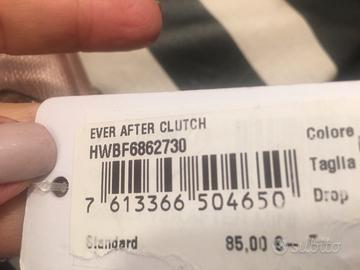 EVER AFTER CLUTCH
HWBF6862730
Colore
Taglia
Drop
7 613366 504650
Standard
85,00
subito